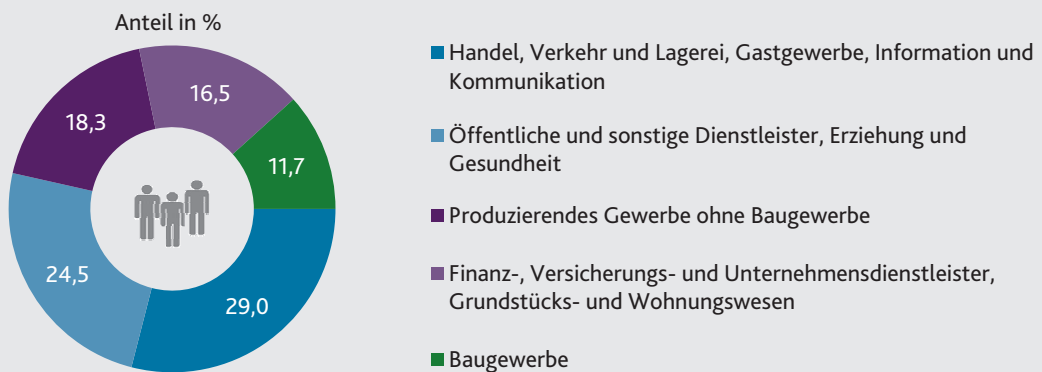 Anteil in %
16,5
18,3
11,7
24,5
29,0
Handel, Verkehr und Lagerei, Gastgewerbe, Information und
Kommunikation
Öffentliche und sonstige Dienstleister, Erziehung und
Gesundheit
Produzierendes Gewerbe ohne Baugewerbe
Finanz-, Versicherungs- und Unternehmensdienstleister,
Grundstücks- und Wohnungswesen
Baugewerbe